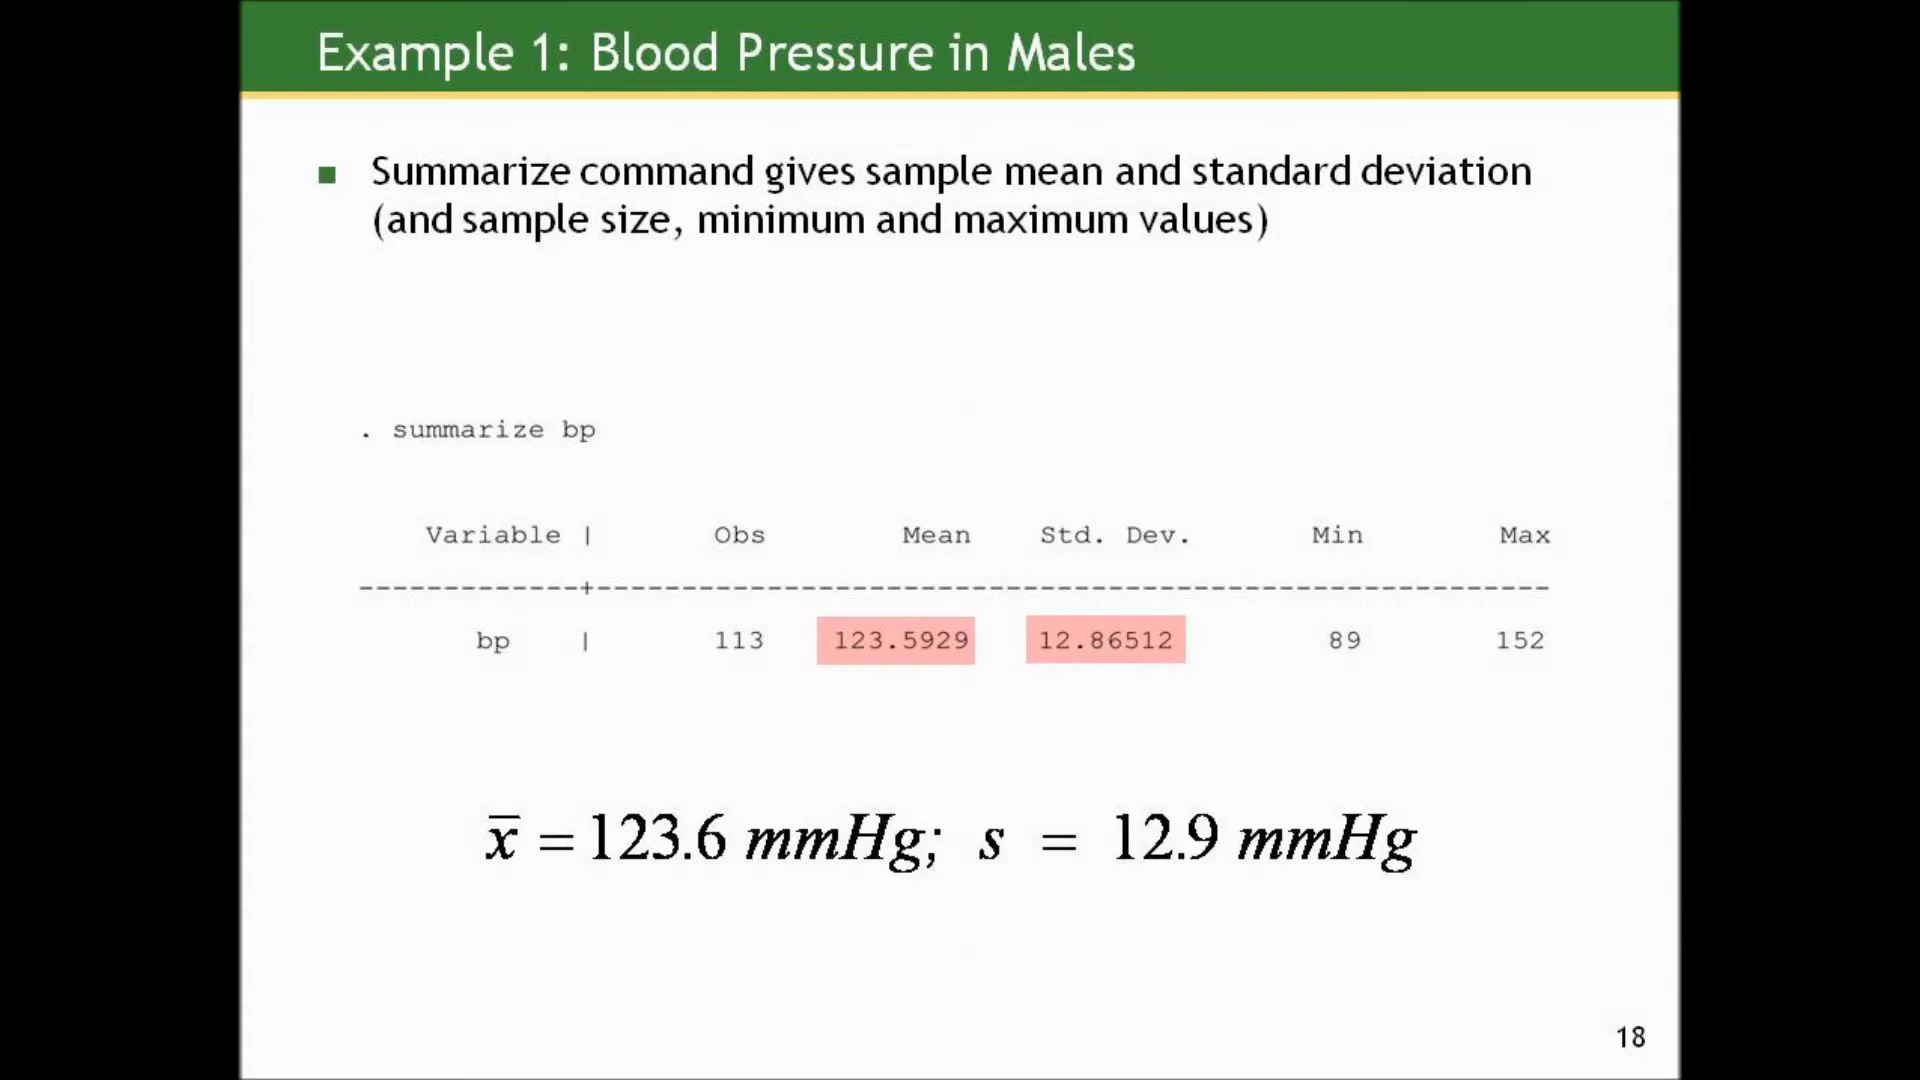 Example 1: Blood Pressure in Males
■ Summarize command gives sample mean and standard deviation
(and sample size, minimum and maximum values)
. summarize bp
Variable | Obs Mean Std. Dev. Min Max
-------------+--------------------------------------------------------
bp | 113 123.5929 12.86512 89 152
x̄ = 123.6 mmHg; s = 12.9 mmHg
18